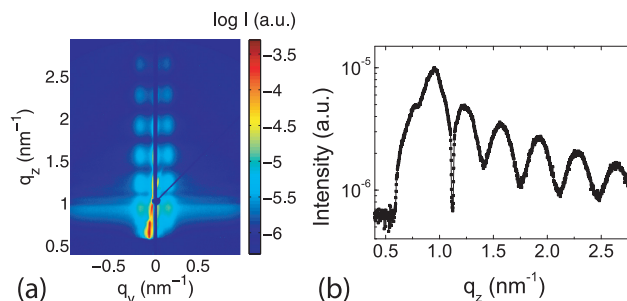 log I (a.u.)
2.5
2
1.5
1
0.5
q_z (nm⁻¹)
−0.5 0 0.5
q_y (nm⁻¹)
−3.5
−4
−4.5
−5
−5.5
−6
(a)
10⁻⁵
10⁻⁶
Intensity (a.u.)
0.5 1.0 1.5 2.0 2.5
q_z (nm⁻¹)
(b)